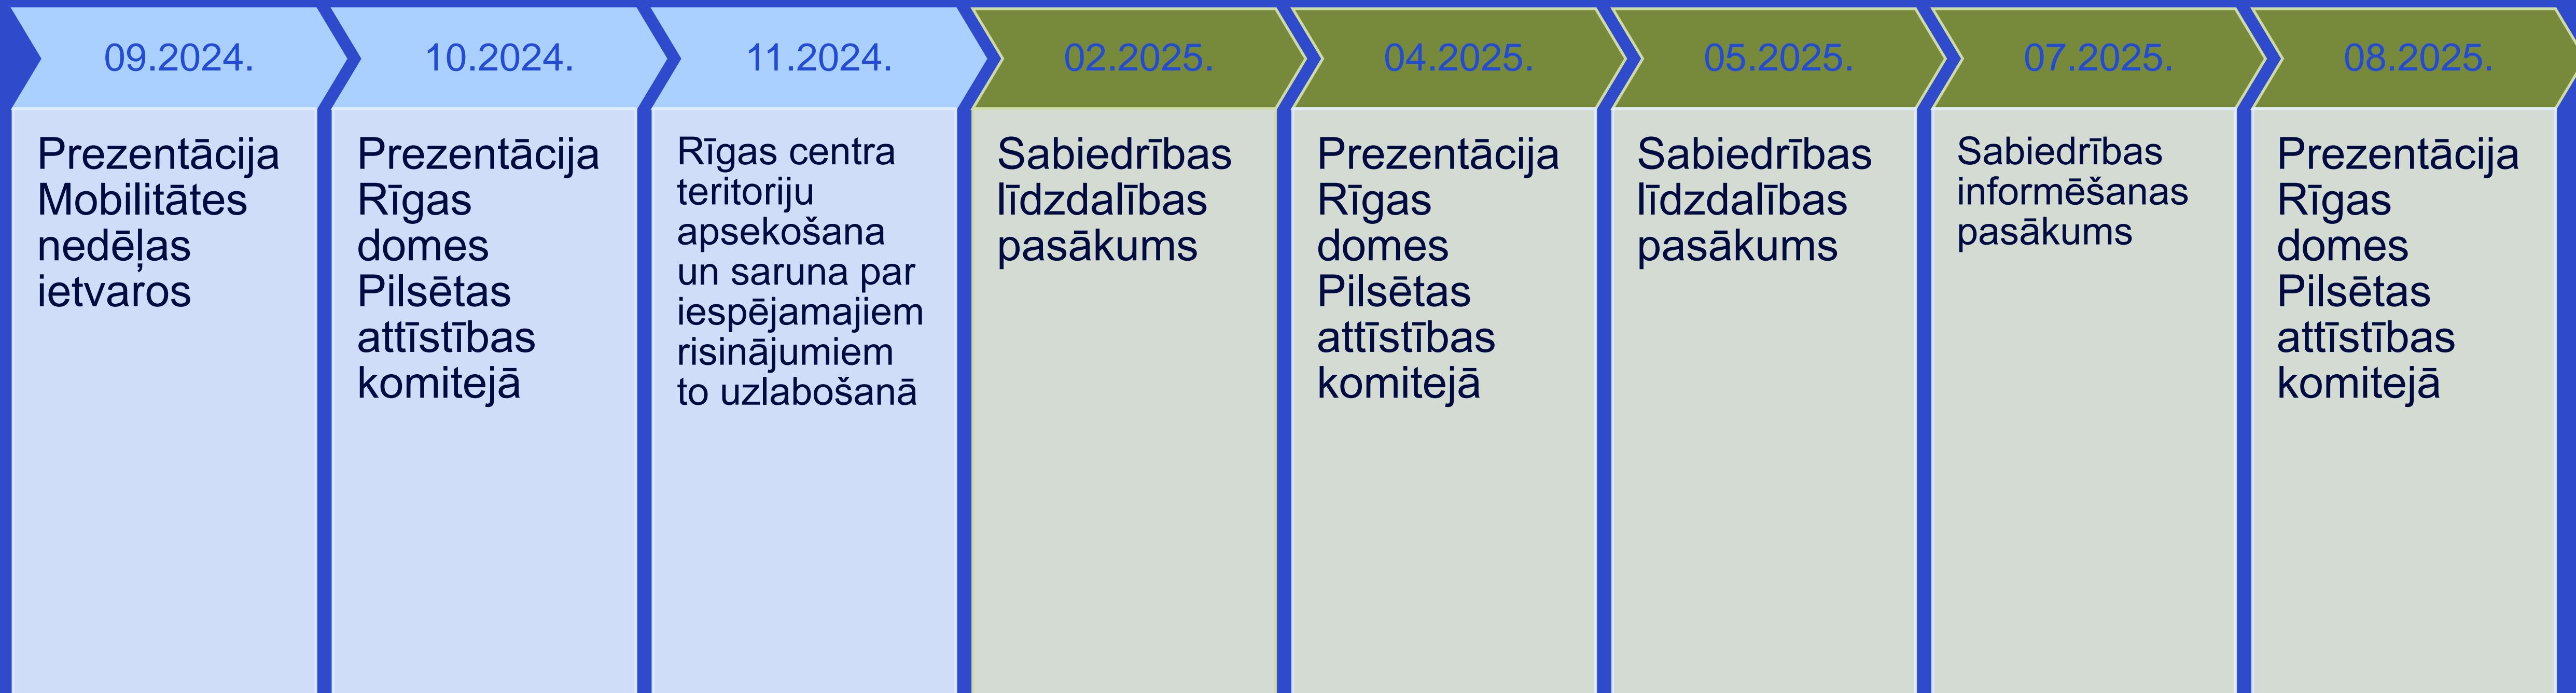 09.2024.
Prezentācija
Mobilitātes
nedēļas
ietvaros
10.2024.
Prezentācija
Rīgas
domes
Pilsētas
attīstības
komitejā
11.2024.
Rīgas centra
teritoriju
apsekošana
un saruna par
iespējamajiem
risinājumiem
to uzlabošanā
02.2025.
Sabiedrības
līdzdalības
pasākums
04.2025.
Prezentācija
Rīgas
domes
Pilsētas
attīstības
komitejā
05.2025.
Sabiedrības
līdzdalības
pasākums
07.2025.
Sabiedrības
informēšanas
pasākums
08.2025.
Prezentācija
Rīgas
domes
Pilsētas
attīstības
komitejā